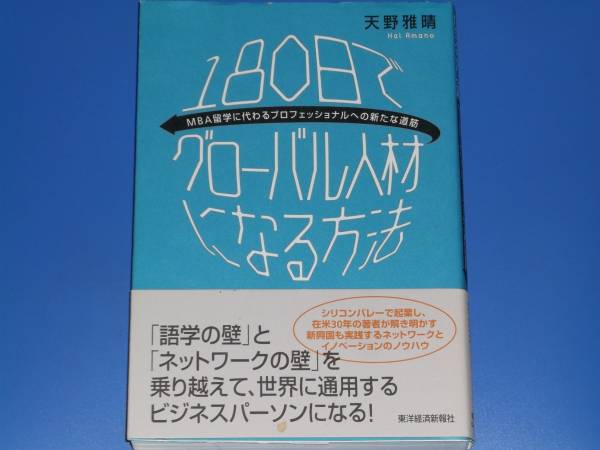 天野雅晴
Hal Amano
180日で
MBA留学に代わるプロフェッショナルへの新たな道筋
グローバル人材
になる方法
シリコンバレーで起業し、
在米30年の著者が解き明かす
新興国も実践するネットワークと
イノベーションのノウハウ
「語学の壁」と
「ネットワークの壁」を
乗り越えて、世界に通用する
ビジネスパーソンになる!
東洋経済新報社